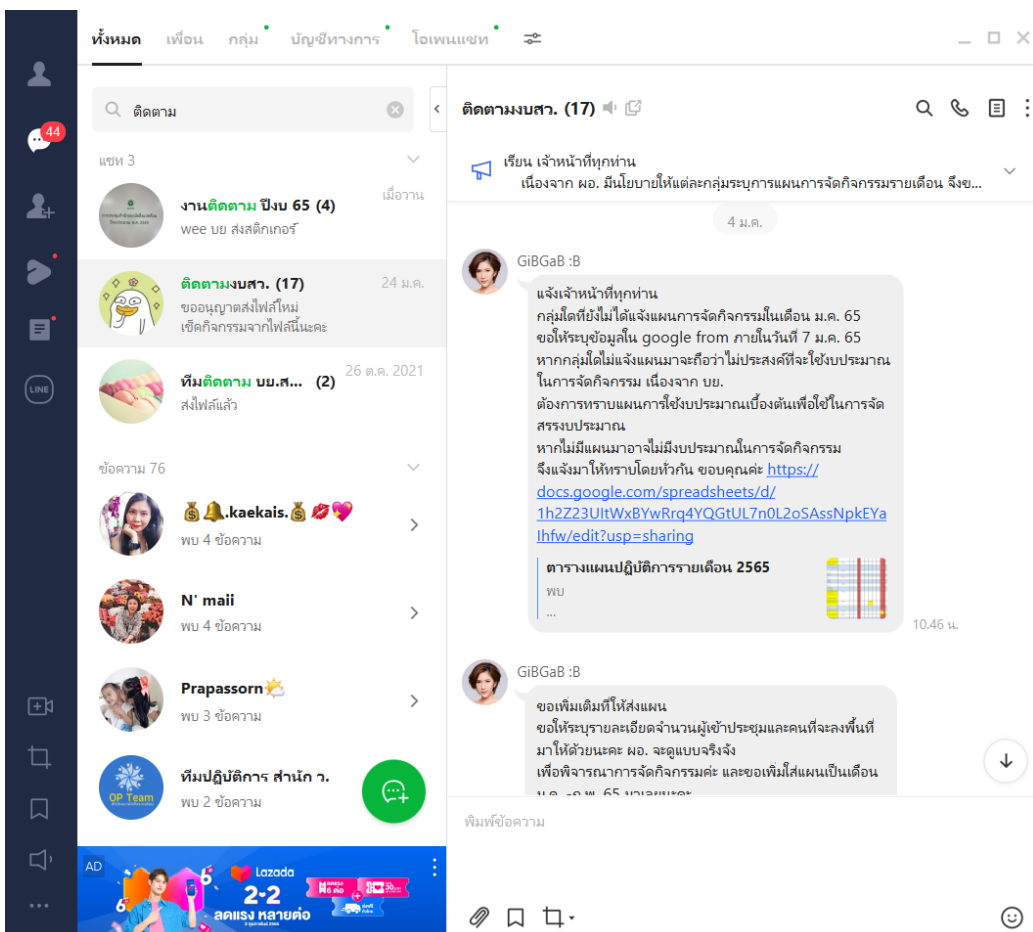 ทั้งหมด เพื่อน กลุ่ม บัญชีทางการ โอเพนแชท
44
LINE
ติดตาม
แชท 3
งานติดตาม ปีงบ 65 (4) เมื่อวาน
wee บย ส่งสติกเกอร์
ติดตามงบสว. (17) 24 ม.ค.
ขออนุญาตส่งไฟล์ใหม่
เช็คกิจกรรมจากไฟล์นี้นะคะ
ทีมติดตาม บย.ส... (2) 26 ต.ค. 2021
ส่งไฟล์แล้ว
ข้อความ 76
💰🔔.kaekais.💰💋💖
พบ 4 ข้อความ
N' maii
พบ 4 ข้อความ
Prapassorn🌤
พบ 3 ข้อความ
ทีมปฏิบัติการ สำนัก ว.
พบ 2 ข้อความ
OP Team
AD
Lazada
2-2
ลดแรง หลายต่อ
ติดตามงบสว. (17)
เรียน เจ้าหน้าที่ทุกท่าน
เนื่องจาก ผอ. มีนโยบายให้แต่ละกลุ่มระบุการแผนการจัดกิจกรรมรายเดือน จึงข...
4 ม.ค.
GiBGaB :B
แจ้งเจ้าหน้าที่ทุกท่าน
กลุ่มใดที่ยังไม่ได้แจ้งแผนการจัดกิจกรรมในเดือน ม.ค. 65
ขอให้ระบุข้อมูลใน google from ภายในวันที่ 7 ม.ค. 65
หากกลุ่มใดไม่แจ้งแผนมาจะถือว่าไม่ประสงค์ที่จะใช้งบประมาณ
ในการจัดกิจกรรม เนื่องจาก บย.
ต้องการทราบแผนการใช้งบประมาณเบื้องต้นเพื่อใช้ในการจัด
สรรงบประมาณ
หากไม่มีแผนมาอาจไม่มีงบประมาณในการจัดกิจกรรม
จึงแจ้งมาให้ทราบโดยทั่วกัน ขอบคุณค่ะ https://
docs.google.com/spreadsheets/d/
1h2Z23UItWxBYwRrq4YQGtUL7n0L2oSAssNpkEYa
Ihfw/edit?usp=sharing
ตารางแผนปฏิบัติการรายเดือน 2565
พบ
...
10.46 น.
GiBGaB :B
ขอเพิ่มเติมที่ให้ส่งแผน
ขอให้ระบุรายละเอียดจำนวนผู้เข้าประชุมและคนที่จะลงพื้นที่
มาให้ด้วยนะคะ ผอ. จะดูแบบจริงจัง
เพื่อพิจารณาการจัดกิจกรรมค่ะ และขอเพิ่มใส่แผนเป็นเดือน
ม.ค. -ก.พ. 65 มาเลยนะคะ
พิมพ์ข้อความ